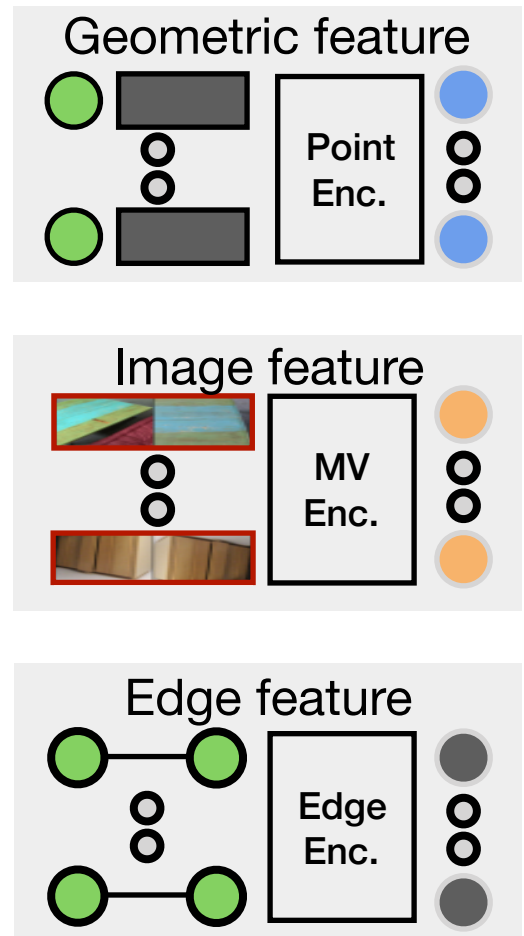 Geometric feature
Point
Enc.
Image feature
MV
Enc.
Edge feature
Edge
Enc.